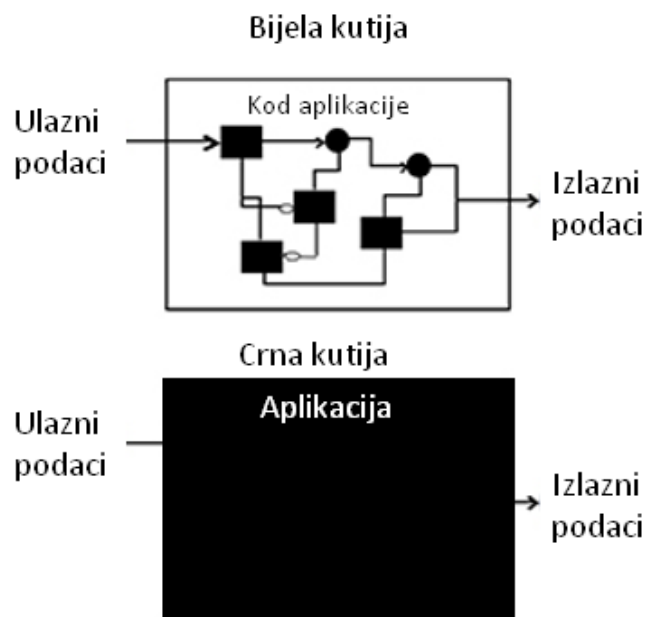 Bijela kutija
Kod aplikacije
Ulazni
podaci
Izlazni
podaci
Crna kutija
Aplikacija
Ulazni
podaci
Izlazni
podaci